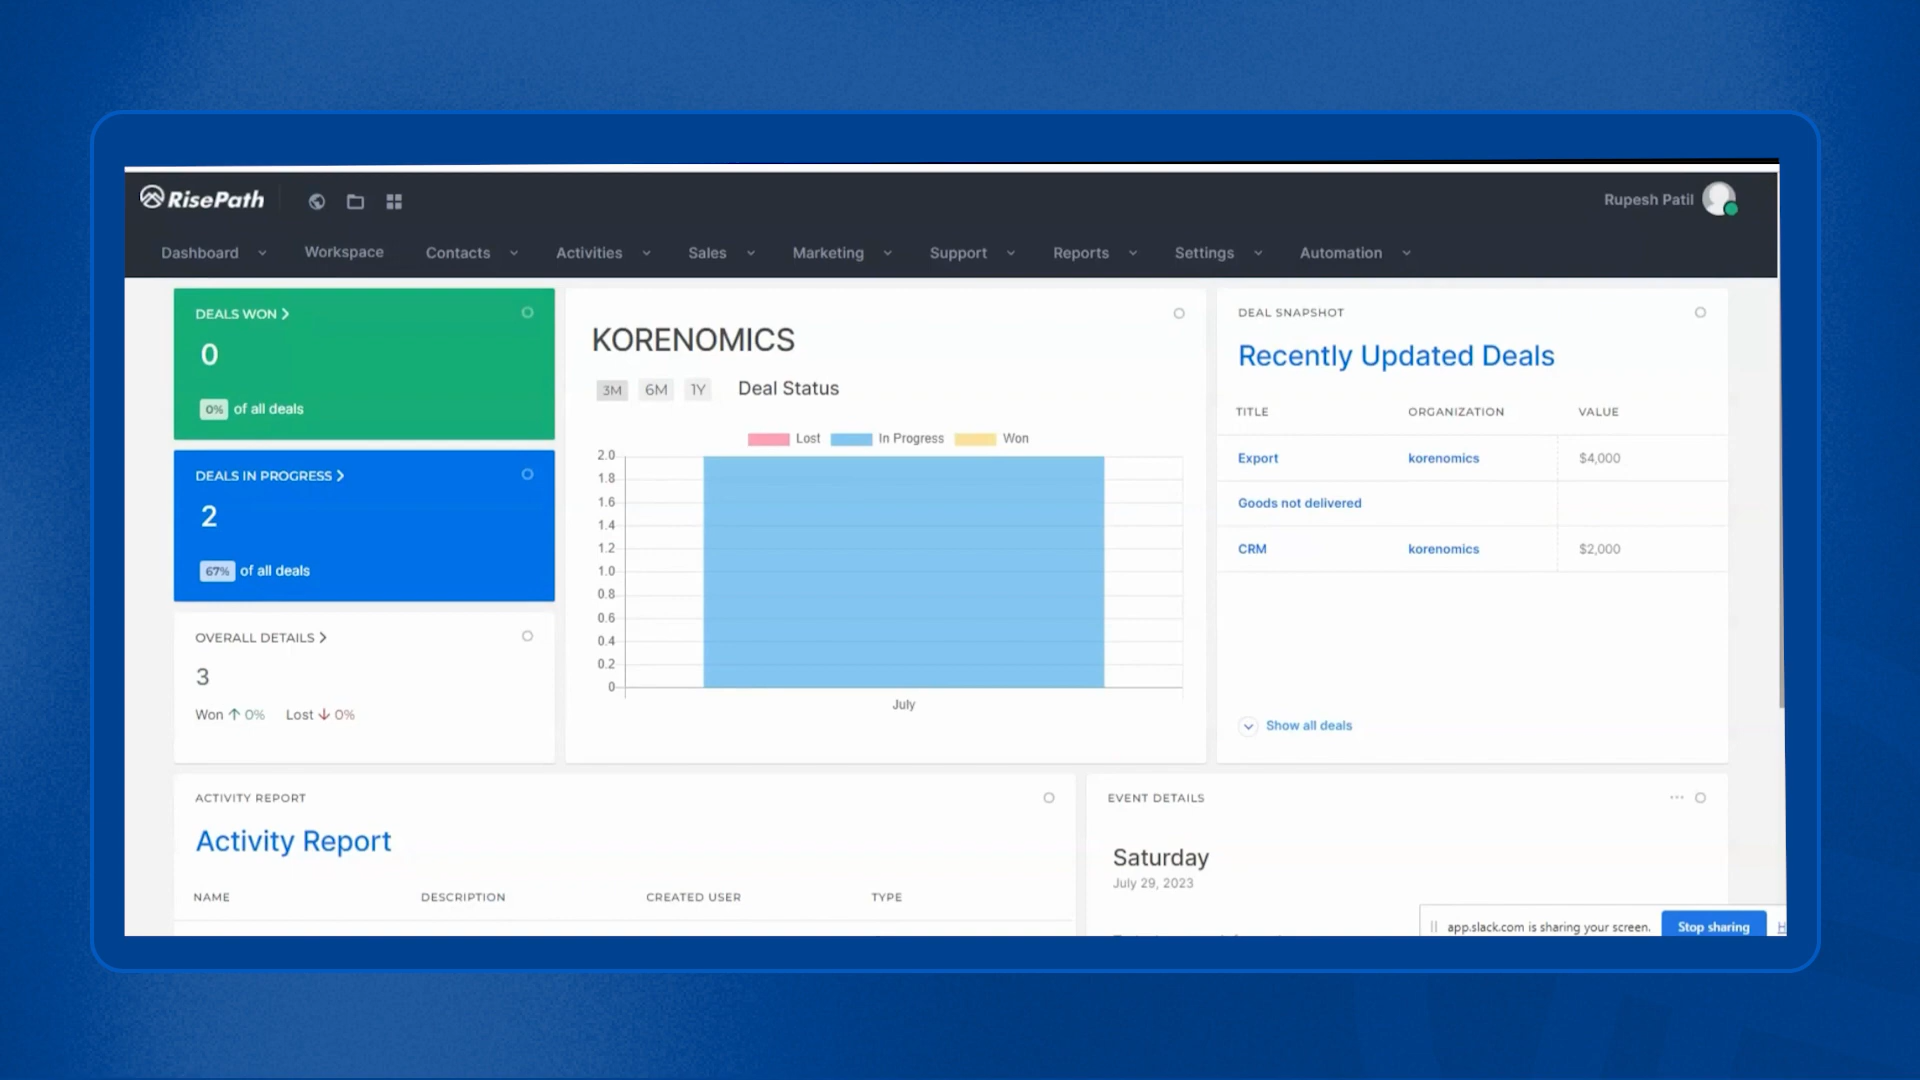 RisePath
Rupesh Patil
Dashboard Workspace Contacts Activities Sales Marketing Support Reports Settings Automation
DEALS WON
0
0% of all deals
DEALS IN PROGRESS
2
67% of all deals
OVERALL DETAILS
3
Won 0% Lost 0%
KORENOMICS
3M 6M 1Y Deal Status
Lost In Progress Won
2.0
1.8
1.6
1.4
1.2
1.0
0.8
0.6
0.4
0.2
0
July
DEAL SNAPSHOT
Recently Updated Deals
TITLE ORGANIZATION VALUE
Export korenomics $4,000
Goods not delivered
CRM korenomics $2,000
Show all deals
ACTIVITY REPORT
Activity Report
NAME DESCRIPTION CREATED USER TYPE
EVENT DETAILS
Saturday
July 29, 2023
app.slack.com is sharing your screen. Stop sharing